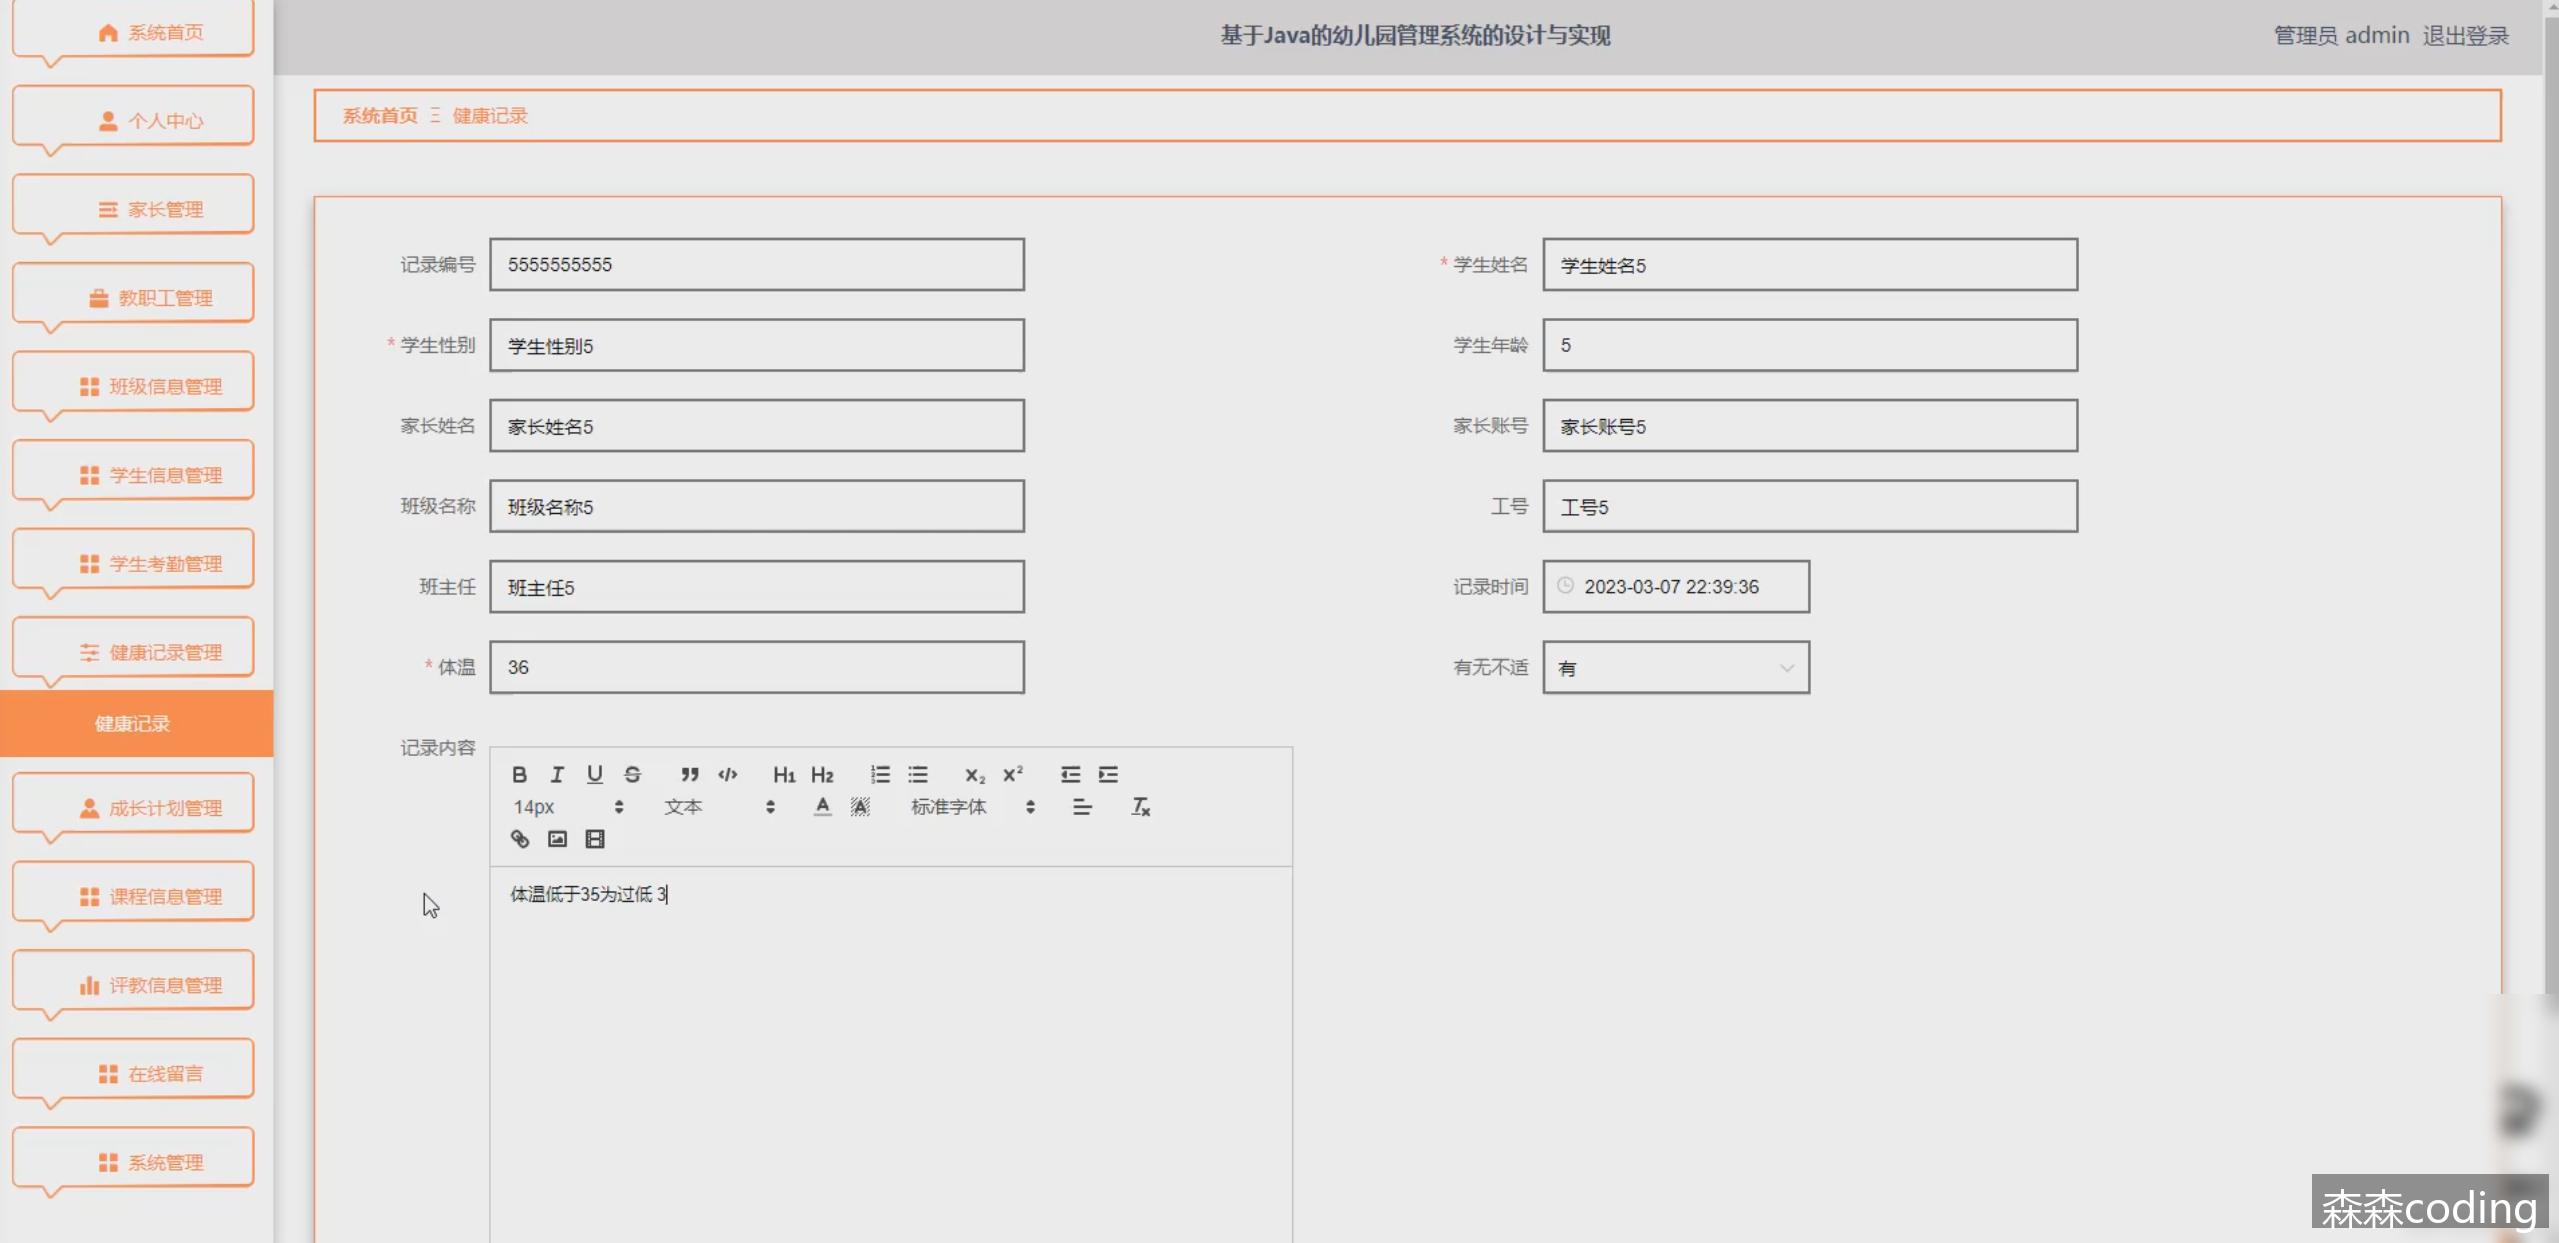 系统首页
个人中心
家长管理
教职工管理
班级信息管理
学生信息管理
学生考勤管理
健康记录管理
健康记录
成长计划管理
课程信息管理
评教信息管理
在线留言
系统管理
基于Java的幼儿园管理系统的设计与实现
管理员 admin 退出登录
系统首页 Ξ 健康记录
记录编号 5555555555
* 学生姓名 学生姓名5
* 学生性别 学生性别5
学生年龄 5
家长姓名 家长姓名5
家长账号 家长账号5
班级名称 班级名称5
工号 工号5
班主任 班主任5
记录时间 2023-03-07 22:39:36
* 体温 36
有无不适 有
记录内容
B I U S H1 H2 x₂ x²
14px 文本 A A 标准字体 Tx
体温低于35为过低 3
森森coding